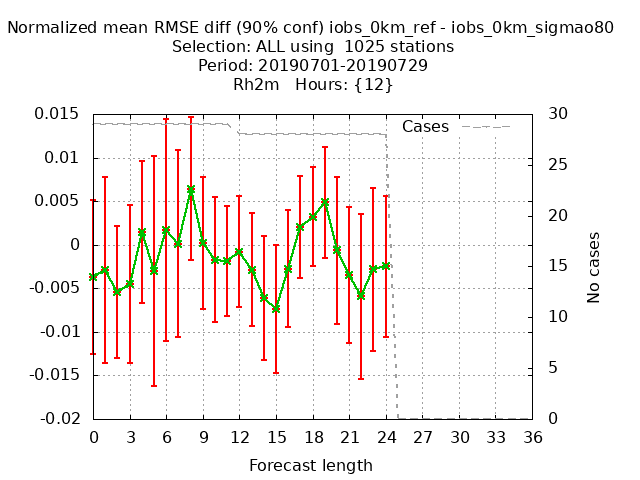 Normalized mean RMSE diff (90% conf) iobs_0km_ref - iobs_0km_sigmao80
Selection: ALL using  1025 stations
Period: 20190701-20190729
Rh2m   Hours: {12}
0.015
0.01
0.005
0
-0.005
-0.01
-0.015
-0.02
Cases
30
25
20
15
10
5
0
No cases
0 3 6 9 12 15 18 21 24 27 30 33 36
Forecast length